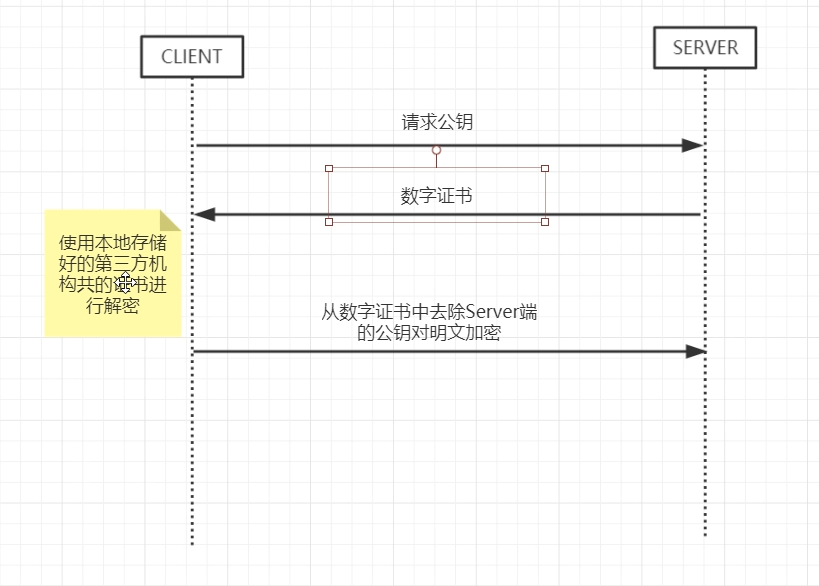 CLIENT
SERVER
请求公钥
数字证书
使用本地存储
好的第三方机
构共的书进
行解密
从数字证书中去除Server端
的公钥对明文加密